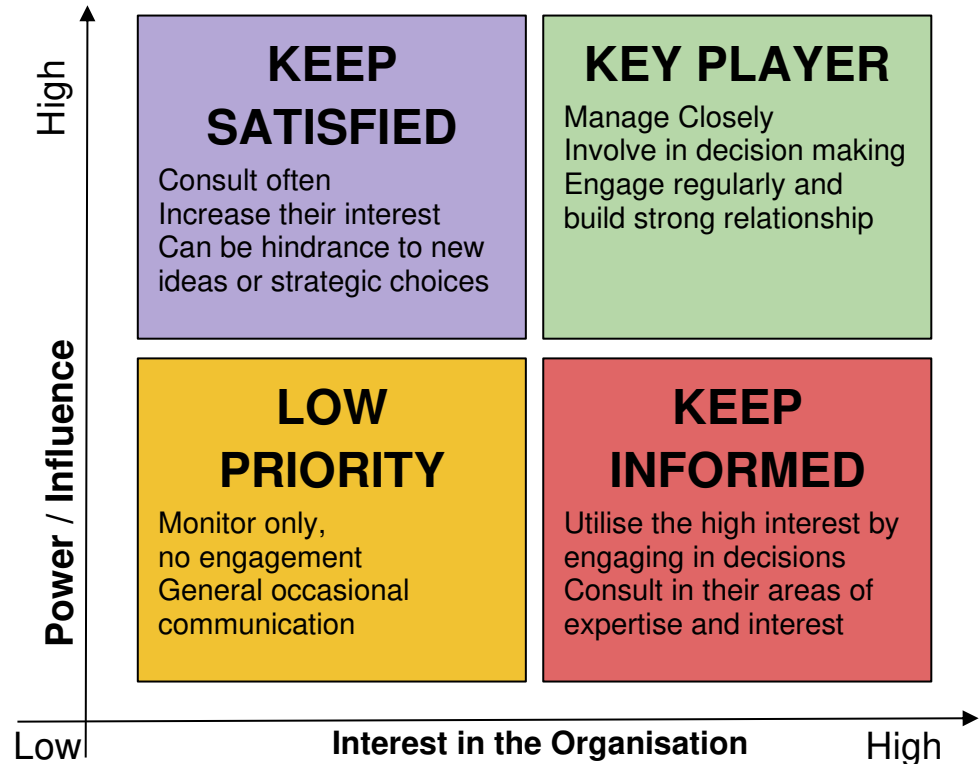 High
Power / Influence
KEEP
SATISFIED
Consult often
Increase their interest
Can be hindrance to new
ideas or strategic choices
KEY PLAYER
Manage Closely
Involve in decision making
Engage regularly and
build strong relationship
LOW
PRIORITY
Monitor only,
no engagement
General occasional
communication
KEEP
INFORMED
Utilise the high interest by
engaging in decisions
Consult in their areas of
expertise and interest
Low
Interest in the Organisation
High